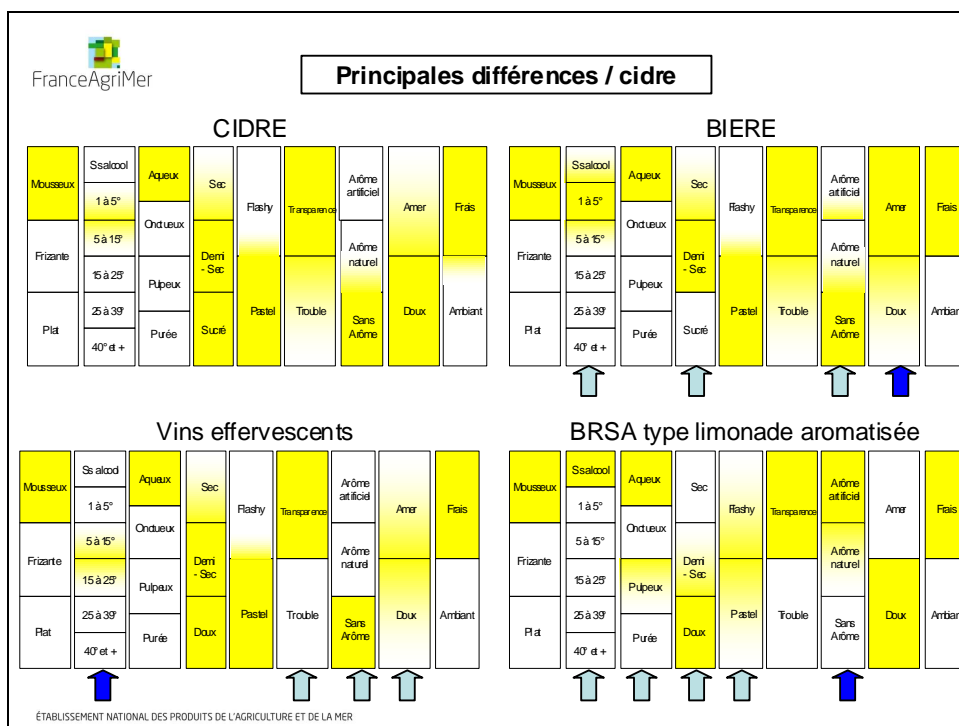 FranceAgriMer
Principales différences / cidre
CIDRE
Mousseux
Frizante
Plat
Ss alcool
1 à 5°
5 à 15°
15 à 25°
25 à 39°
40° et +
Aqueux
Onctueux
Pulpeux
Purée
Sec
Demi
- Sec
Sucré
Flashy
Pastel
Transparence
Trouble
Arôme
artificiel
Arôme
naturel
Sans
Arôme
Amer
Doux
Frais
Ambiant
BIERE
Mousseux
Frizante
Plat
Ss alcool
1 à 5°
5 à 15°
15 à 25°
25 à 39°
40° et +
Aqueux
Onctueux
Pulpeux
Purée
Sec
Demi
- Sec
Sucré
Flashy
Pastel
Transparence
Trouble
Arôme
artificiel
Arôme
naturel
Sans
Arôme
Amer
Doux
Frais
Ambiant
Vins effervescents
Mousseux
Frizante
Plat
Ss alcool
1 à 5°
5 à 15°
15 à 25°
25 à 39°
40° et +
Aqueux
Onctueux
Pulpeux
Purée
Sec
Demi
- Sec
Doux
Flashy
Pastel
Transparence
Trouble
Arôme
artificiel
Arôme
naturel
Sans
Arôme
Amer
Doux
Frais
Ambiant
BRSA type limonade aromatisée
Mousseux
Frizante
Plat
Ss alcool
1 à 5°
5 à 15°
15 à 25°
25 à 39°
40° et +
Aqueux
Onctueux
Pulpeux
Purée
Sec
Demi
- Sec
Doux
Flashy
Pastel
Transparence
Trouble
Arôme
artificiel
Arôme
naturel
Sans
Arôme
Amer
Doux
Frais
Ambiant
ÉTABLISSEMENT NATIONAL DES PRODUITS DE L'AGRICULTURE ET DE LA MER